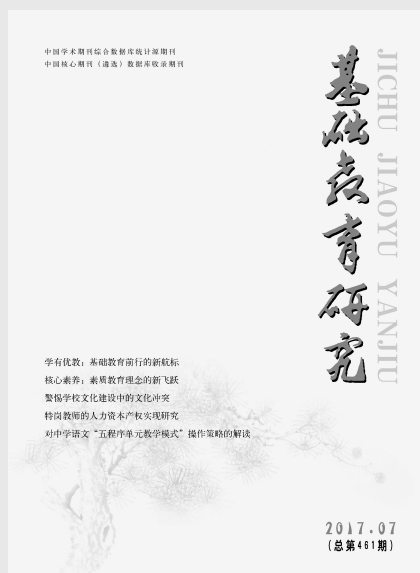 中国学术期刊综合数据库统计源期刊
中国核心期刊（遴选）数据库收录期刊
基础教育研究
JICHU JIAOYU YANJIU
学有优教：基础教育前行的新航标
核心素养：素质教育理念的新飞跃
警惕学校文化建设中的文化冲突
特岗教师的人力资本产权实现研究
对中学语文“五程序单元教学模式”操作策略的解读
2017.07
（总第461期）